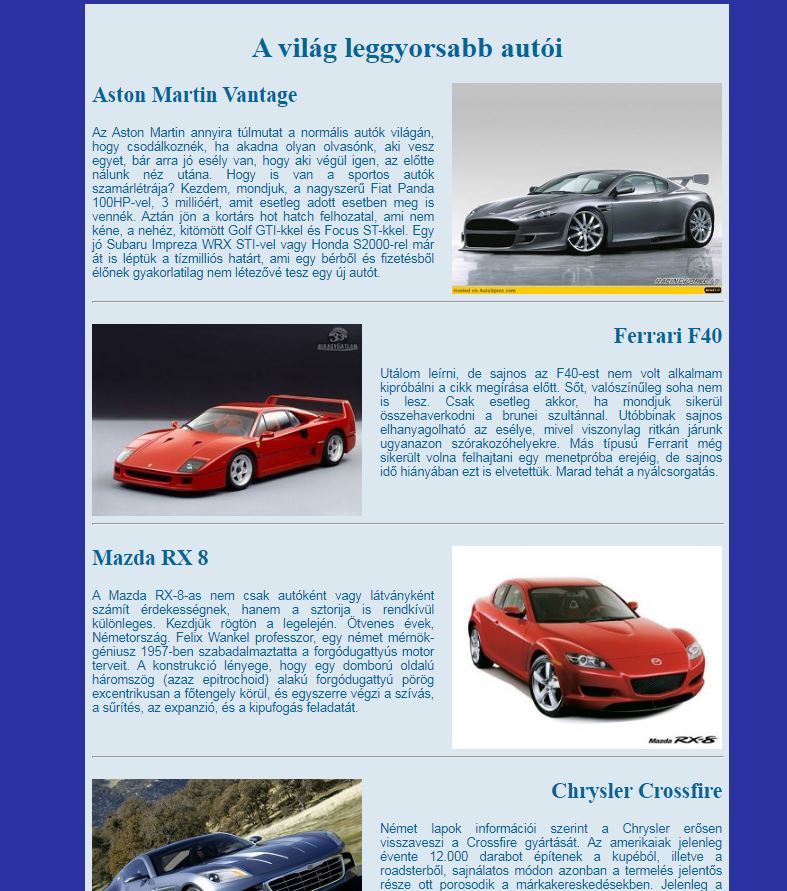 A világ leggyorsabb autói
Aston Martin Vantage
Az Aston Martin annyira túlmutat a normális autók világán,
hogy csodálkoznék, ha akadna olyan olvasónk, aki vesz
egyet, bár arra jó esély van, hogy aki végül igen, az előtte
nálunk néz utána. Hogy is van a sportos autók
szamárlétrája? Kezdem, mondjuk, a nagyszerű Fiat Panda
100HP-vel, 3 millióért, amit esetleg adott esetben meg is
vennék. Aztán jön a kortárs hot hatch felhozatal, ami nem
kéne, a nehéz, kitömött Golf GTI-kkel és Focus ST-kkel. Egy
jó Subaru Impreza WRX STI-vel vagy Honda S2000-rel már
át is léptük a tízmilliós határt, ami egy bérből és fizetésből
élőnek gyakorlatilag nem létezővé tesz egy új autót.
Hosted on AutoSpies.com
Ferrari F40
Utálom leírni, de sajnos az F40-est nem volt alkalmam
kipróbálni a cikk megírása előtt. Sőt, valószínűleg soha nem
is lesz. Csak esetleg akkor, ha mondjuk sikerül
összehaverkodni a brunei szultánnal. Utóbbinak sajnos
elhanyagolható az esélye, mivel viszonylag ritkán járunk
ugyanazon szórakozóhelyekre. Más típusú Ferrarit még
sikerült volna felhajtani egy menetpróba erejéig, de sajnos
idő hiányában ezt is elvetettük. Marad tehát a nyálcsorgatás.
Mazda RX 8
A Mazda RX-8-as nem csak autóként vagy látványként
számít érdekességnek, hanem a sztorija is rendkívül
különleges. Kezdjük rögtön a legelején. Ötvenes évek,
Németország. Felix Wankel professzor, egy német mérnök-
géniusz 1957-ben szabadalmaztatta a forgódugattyús motor
terveit. A konstrukció lényege, hogy egy domború oldalú
háromszög (azaz epitrochoid) alakú forgódugattyú pörög
excentrikusan a főtengely körül, és egyszerre végzi a szívás,
a sűrítés, az expanzió, és a kipufogás feladatát.
Mazda RX-8
Chrysler Crossfire
Német lapok információi szerint a Chrysler erősen
visszaveszi a Crossfire gyártását. Az amerikaiak jelenleg
évente 12.000 darabot építenek a kupéból, illetve a
roadsterből, sajnálatos módon azonban a termelés jelentős
része ott porosodik a márkakereskedésekben. Jelenleg a